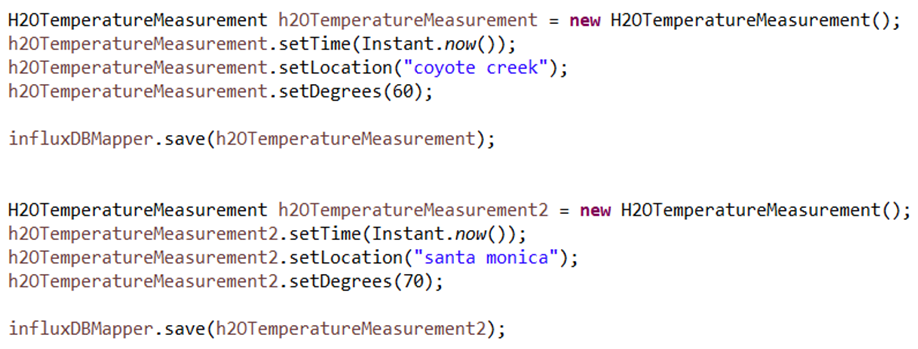 H2OTemperatureMeasurement h2OTemperatureMeasurement = new H2OTemperatureMeasurement();
h2OTemperatureMeasurement.setTime(Instant.now());
h2OTemperatureMeasurement.setLocation("coyote creek");
h2OTemperatureMeasurement.setDegrees(60);
influxDBMapper.save(h2OTemperatureMeasurement);
H2OTemperatureMeasurement h2OTemperatureMeasurement2 = new H2OTemperatureMeasurement();
h2OTemperatureMeasurement2.setTime(Instant.now());
h2OTemperatureMeasurement2.setLocation("santa monica");
h2OTemperatureMeasurement2.setDegrees(70);
influxDBMapper.save(h2OTemperatureMeasurement2);